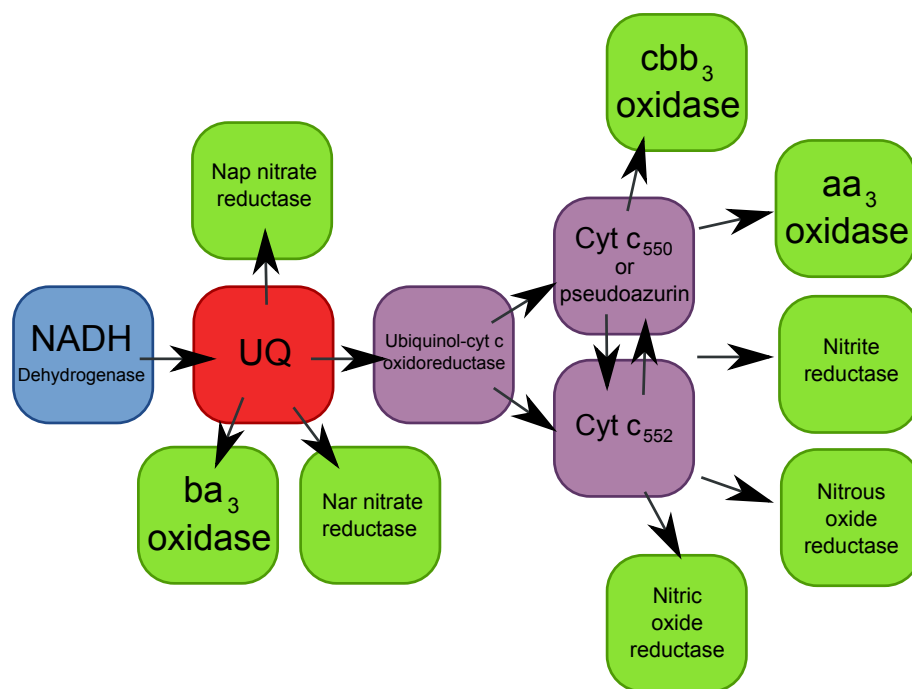 cbb3
oxidase
Nap nitrate
reductase
aa3
oxidase
Cyt c550
or
pseudoazurin
NADH
Dehydrogenase
UQ
Ubiquinol-cyt c
oxidoreductase
Nitrite
reductase
Cyt c552
ba3
oxidase
Nar nitrate
reductase
Nitrous
oxide
reductase
Nitric
oxide
reductase